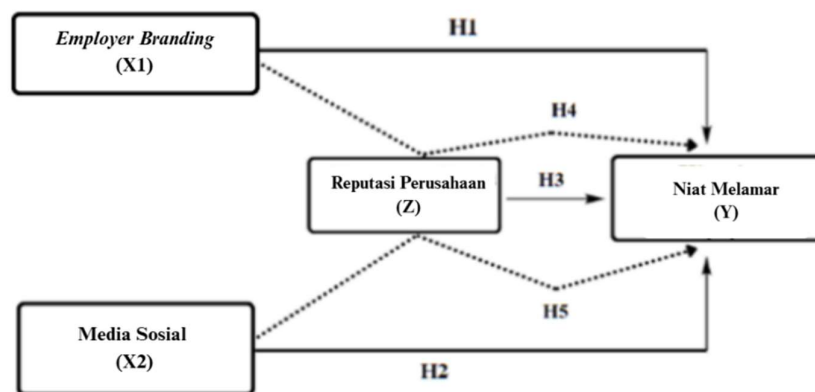 Employer Branding
(X1)
H1
H4
Reputasi Perusahaan
(Z)
H3
Niat Melamar
(Y)
H5
Media Sosial
(X2)
H2